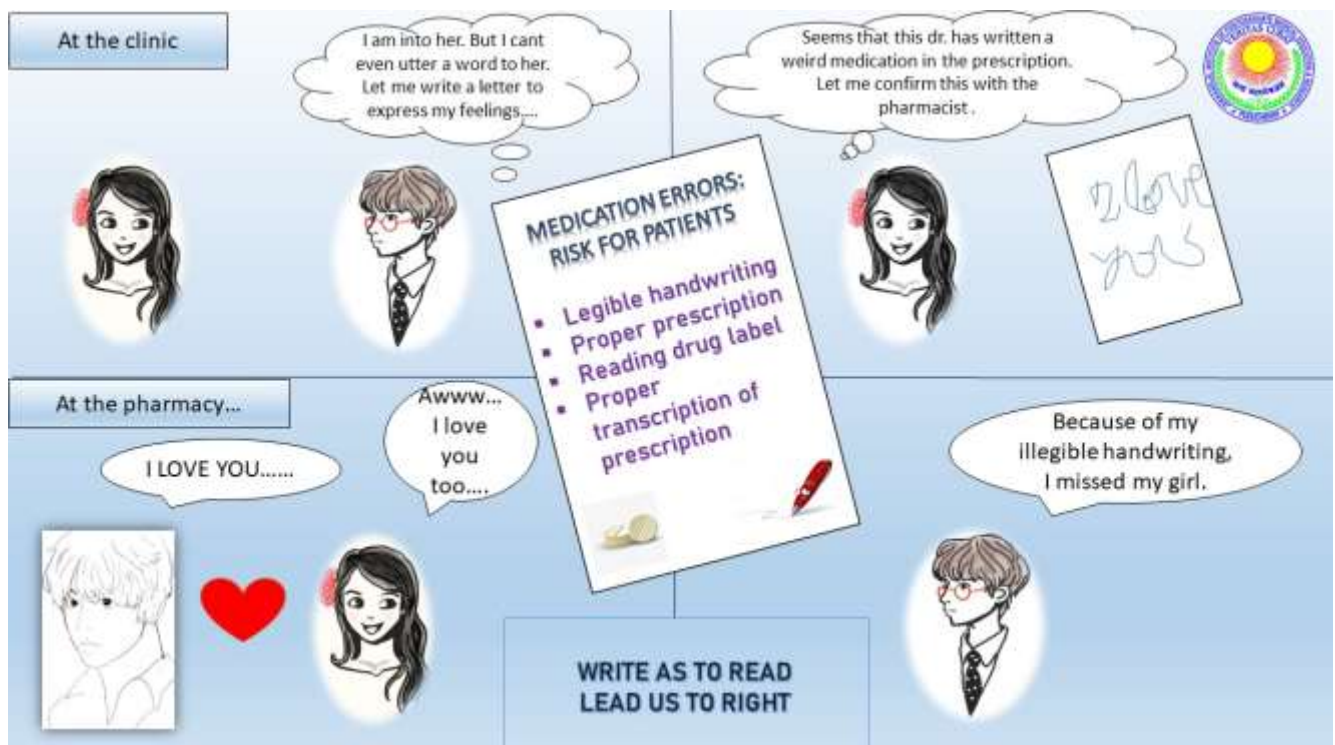 At the clinic
I am into her. But I cant
even utter a word to her.
Let me write a letter to
express my feelings....
Seems that this dr. has written a
weird medication in the prescription.
Let me confirm this with the
pharmacist .
VERITAS CURAT
I love
you
MEDICATION ERRORS:
RISK FOR PATIENTS
▪ Legible handwriting
▪ Proper prescription
▪ Reading drug label
▪ Proper
transcription of
prescription
At the pharmacy...
I LOVE YOU......
Awww...
I love
you
too....
Because of my
illegible handwriting,
I missed my girl.
WRITE AS TO READ
LEAD US TO RIGHT